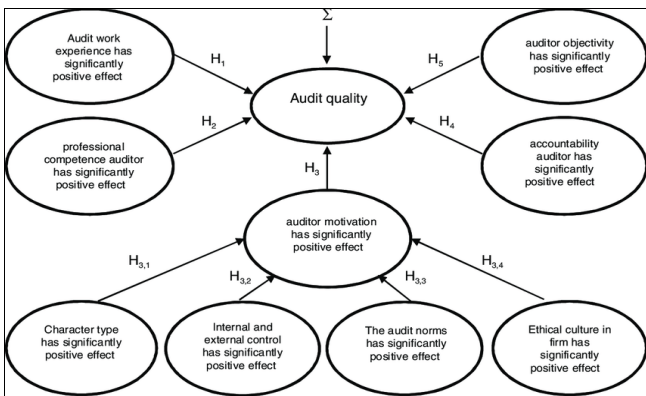 Σ
Audit work
experience has
significantly
positive effect
H1
Audit quality
H5
auditor objectivity
has significantly
positive effect
professional
competence auditor
has significantly
positive effect
H2
H4
accountability
auditor has
significantly
positive effect
H3
auditor motivation
has significantly
positive effect
H3,1
H3,2
H3,3
H3,4
Character type
has significantly
positive effect
Internal and
external control
has significantly
positive effect
The audit norms
has significantly
positive effect
Ethical culture in
firm has
significantly
positive effect